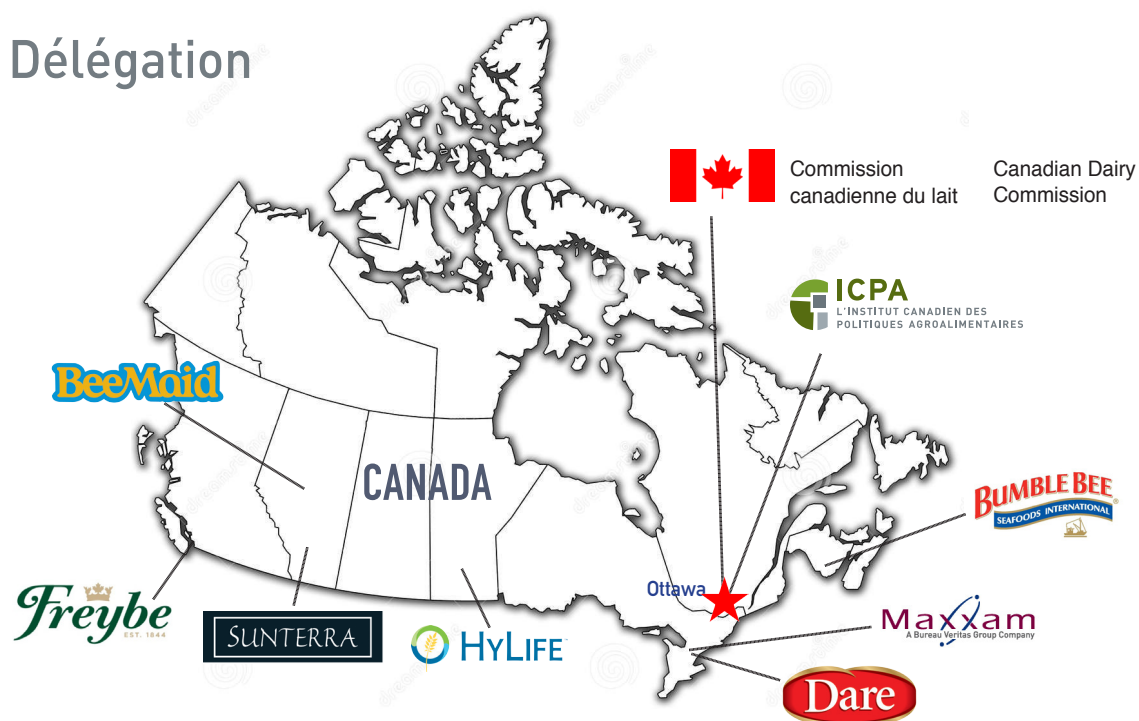 Délégation
Commission
canadienne du lait
Canadian Dairy
Commission
ICPA
L'INSTITUT CANADIEN DES
POLITIQUES AGROALIMENTAIRES
BeeMaid
CANADA
BUMBLE BEE®
SEAFOODS INTERNATIONAL
Ottawa
Freybe
EST. 1844
SUNTERRA
HYLIFE
Maxxam
A Bureau Veritas Group Company
Dare